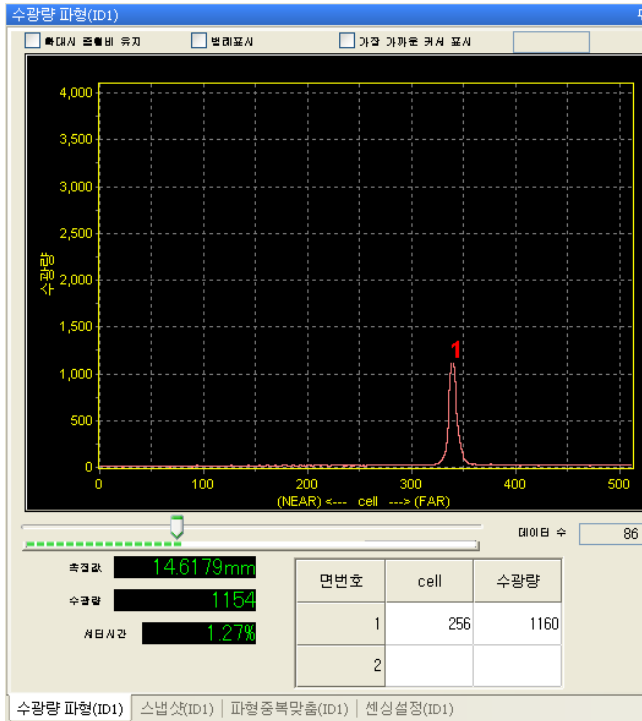 수광량 파형(ID1)
확대시 종횡비 유지 범례표시 가장 가까운 커서 표시
4,000
3,500
3,000
2,500
2,000
1,500
1,000
500
0
수광량
1
0 100 200 300 400 500
(NEAR) <--- cell ---> (FAR)
데이터 수 86
측정값 14.6179mm
수광량 1154
셔터시간 1.27%
면번호 cell 수광량
1 256 1160
2
수광량 파형(ID1) 스냅샷(ID1) 파형중복맞춤(ID1) 센싱설정(ID1)